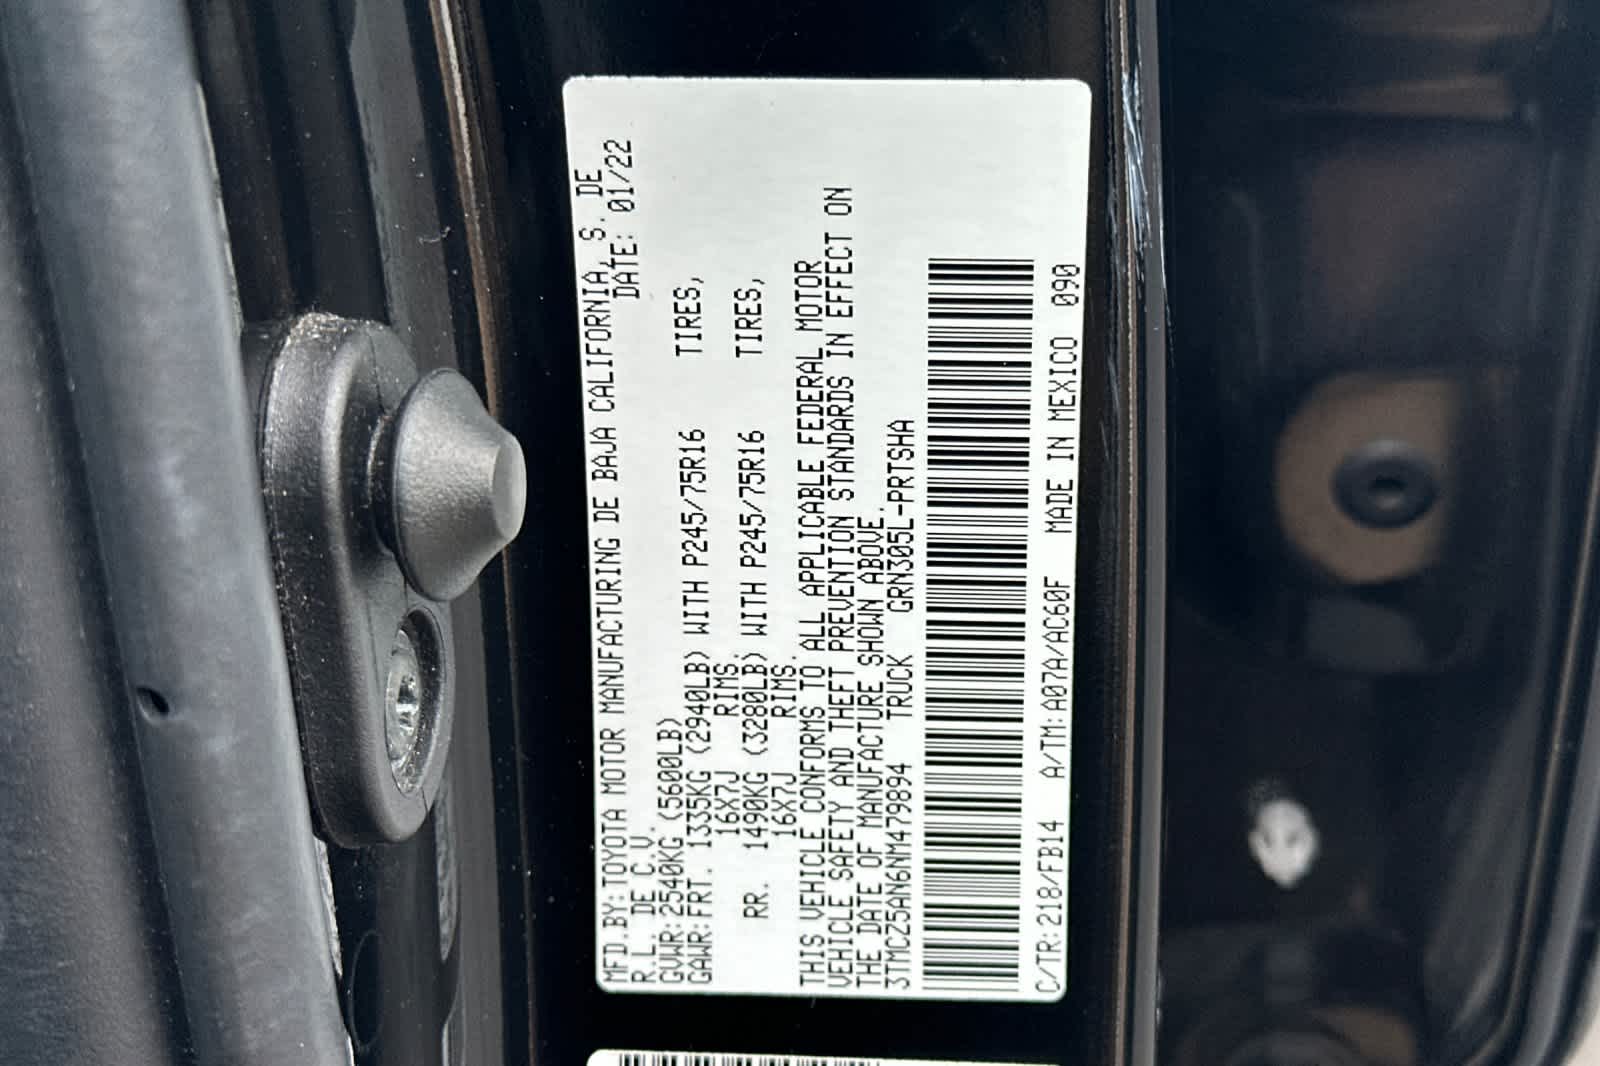 MFD.BY:TOYOTA MOTOR MANUFACTURING DE BAJA CALIFORNIA, S. DE
R.L. DE C.V. DATE: 01/22
GVWR:2540KG (5600LB)
GAWR:FRT. 1335KG (2940LB) WITH P245/75R16 TIRES,
16X7J RIMS.
RR. 1490KG (3280LB) WITH P245/75R16 TIRES,
16X7J RIMS.
THIS VEHICLE CONFORMS TO ALL APPLICABLE FEDERAL MOTOR
VEHICLE SAFETY AND THEFT PREVENTION STANDARDS IN EFFECT ON
THE DATE OF MANUFACTURE SHOWN ABOVE.
3TMCZ5AN6NM479894 TRUCK GRN305L-PRTSHA
C/TR:218/FB14 A/TM:A07A/AC60F MADE IN MEXICO 090